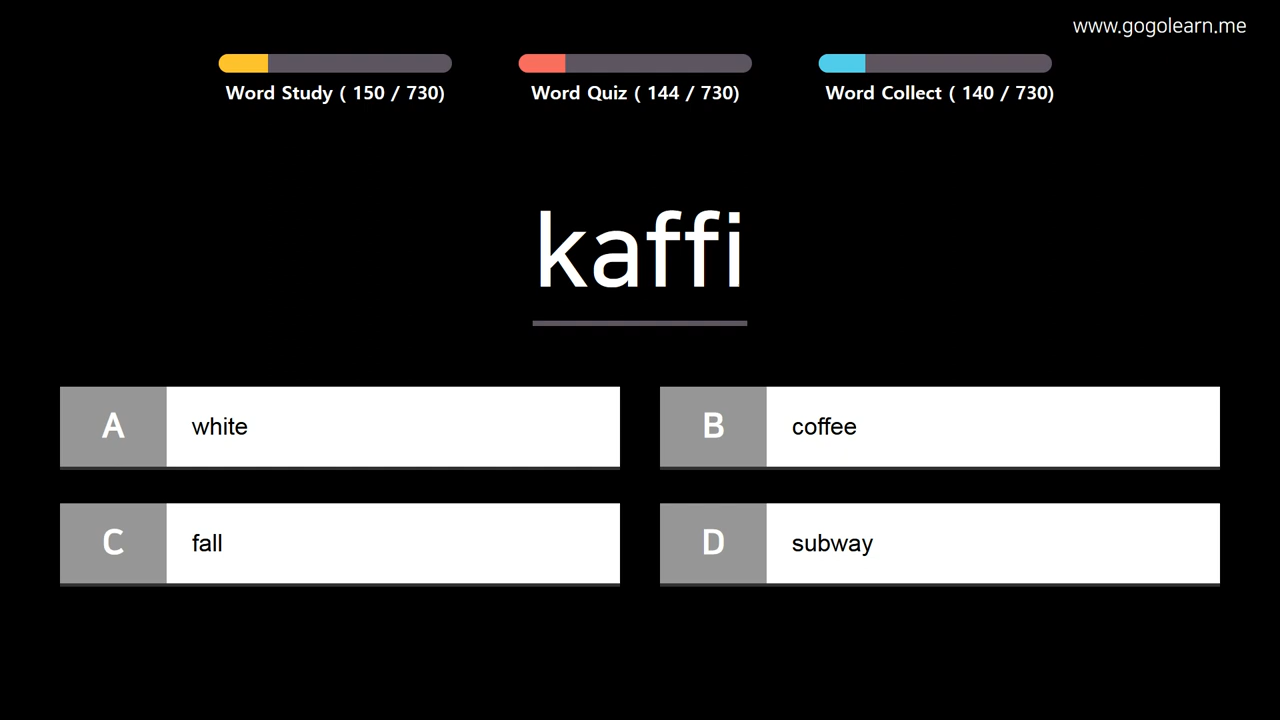 www.gogolearn.me
Word Study ( 150 / 730)
Word Quiz ( 144 / 730)
Word Collect ( 140 / 730)
kaffi
A white
B coffee
C fall
D subway